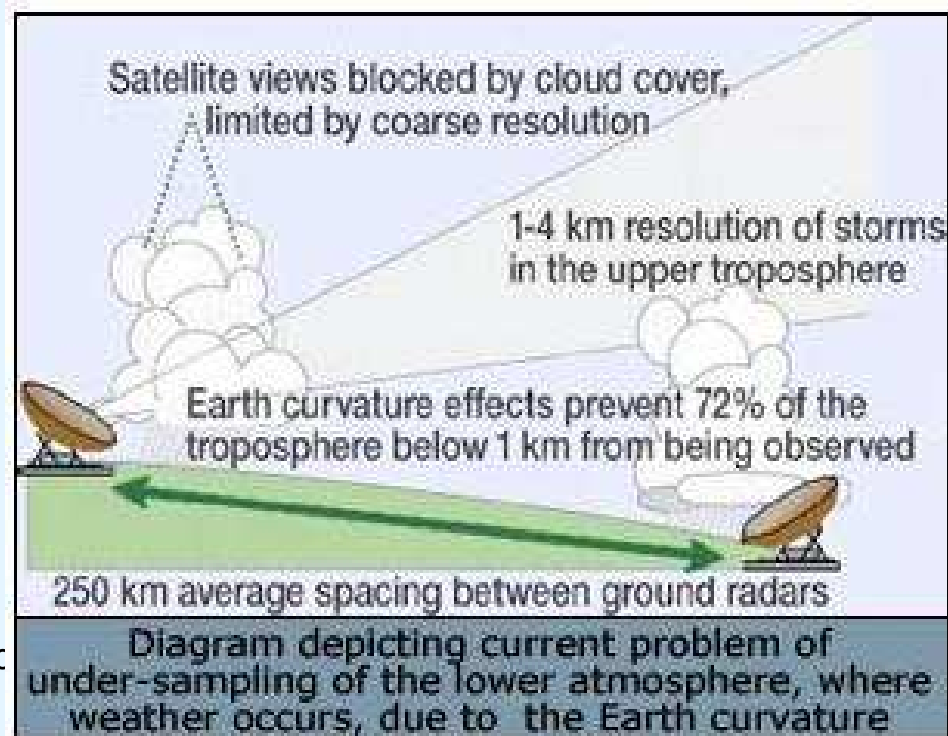 Satellite views blocked by cloud cover,
limited by coarse resolution
1-4 km resolution of storms
in the upper troposphere
Earth curvature effects prevent 72% of the
troposphere below 1 km from being observed
250 km average spacing between ground radars
Diagram depicting current problem of
under-sampling of the lower atmosphere, where
weather occurs, due to the Earth curvature